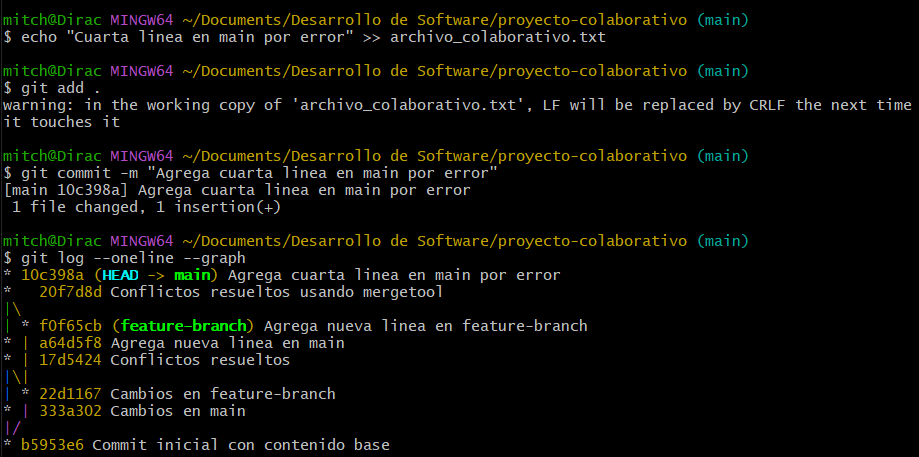 mitch@Dirac MINGW64 ~/Documents/Desarrollo de Software/proyecto-colaborativo (main)
$ echo "Cuarta linea en main por error" >> archivo_colaborativo.txt
mitch@Dirac MINGW64 ~/Documents/Desarrollo de Software/proyecto-colaborativo (main)
$ git add .
warning: in the working copy of 'archivo_colaborativo.txt', LF will be replaced by CRLF the next time
it touches it
mitch@Dirac MINGW64 ~/Documents/Desarrollo de Software/proyecto-colaborativo (main)
$ git commit -m "Agrega cuarta linea en main por error"
[main 10c398a] Agrega cuarta linea en main por error
 1 file changed, 1 insertion(+)
mitch@Dirac MINGW64 ~/Documents/Desarrollo de Software/proyecto-colaborativo (main)
$ git log --oneline --graph
* 10c398a (HEAD -> main) Agrega cuarta linea en main por error
*   20f7d8d Conflictos resueltos usando mergetool
|\
| * f0f65cb (feature-branch) Agrega nueva linea en feature-branch
* | a64d5f8 Agrega nueva linea en main
* | 17d5424 Conflictos resueltos
|\|
| * 22d1167 Cambios en feature-branch
* | 333a302 Cambios en main
|/
* b5953e6 Commit inicial con contenido base